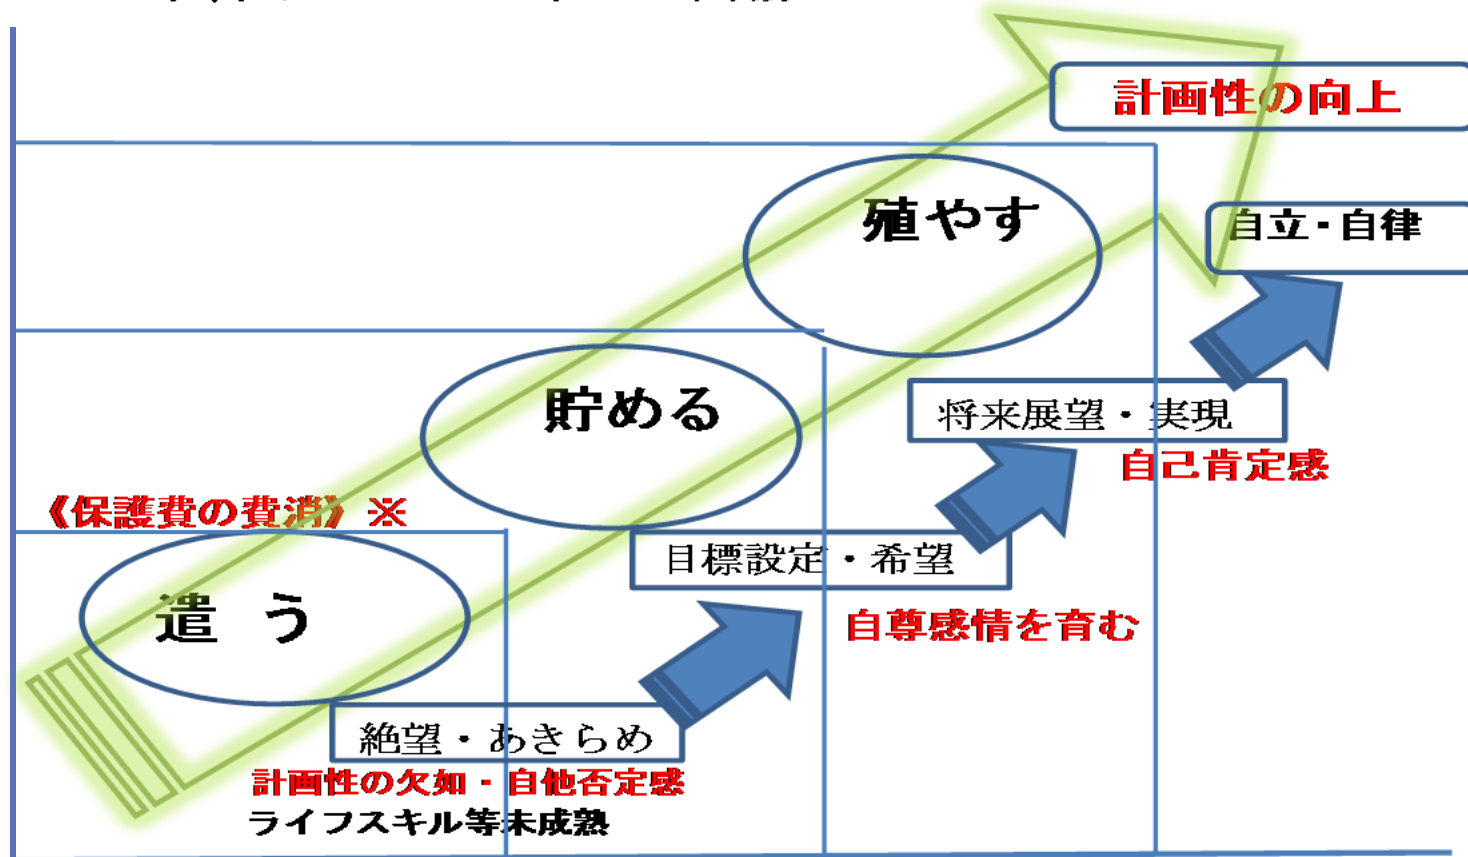 計画性の向上
殖やす
自立・自律
貯める
将来展望・実現
自己肯定感
《保護費の費消》※
目標設定・希望
遣う
自尊感情を育む
絶望・あきらめ
計画性の欠如・自他否定感
ライフスキル等未成熟